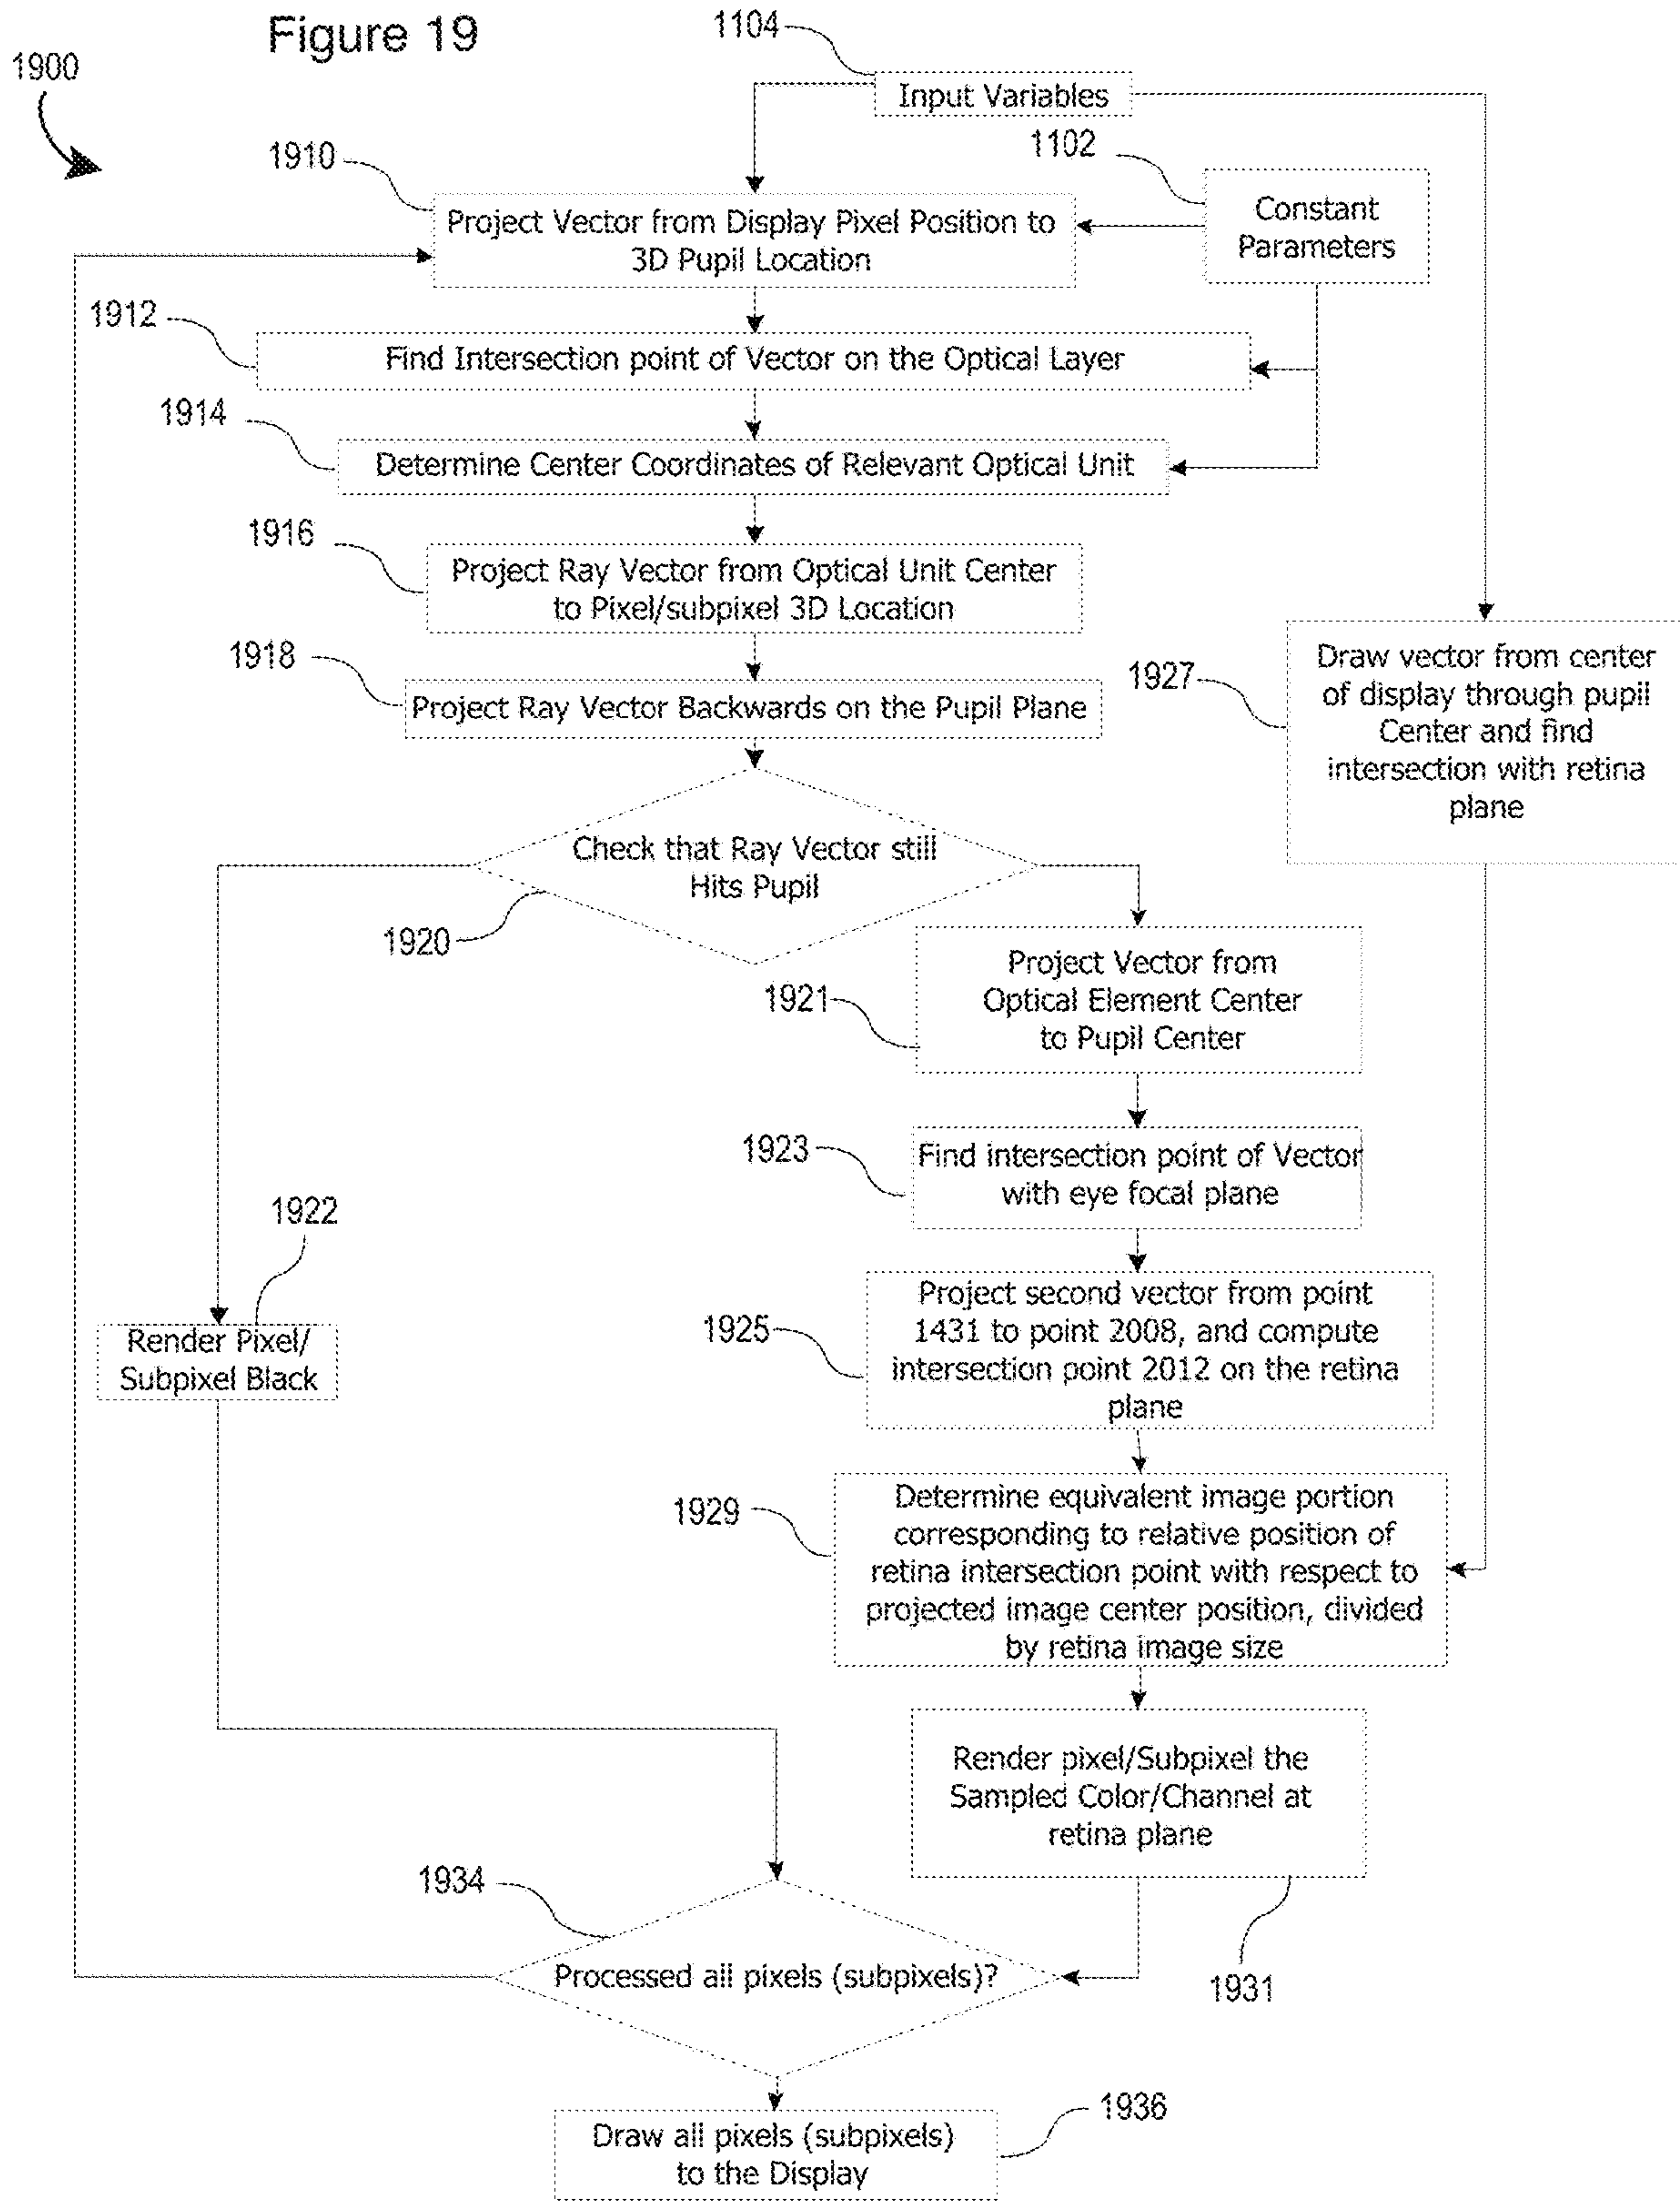 Figure 19
1900
1104
Input Variables
1102
Constant
Parameters
1910
Project Vector from Display Pixel Position to
3D Pupil Location
1912
Find Intersection point of Vector on the Optical Layer
1914
Determine Center Coordinates of Relevant Optical Unit
1916
Project Ray Vector from Optical Unit Center
to Pixel/subpixel 3D Location
1918
Project Ray Vector Backwards on the Pupil Plane
1927
Draw vector from center
of display through pupil
Center and find
intersection with retina
plane
Check that Ray Vector still
Hits Pupil
1920
1921
Project Vector from
Optical Element Center
to Pupil Center
1923
Find intersection point of Vector
with eye focal plane
1922
Render Pixel/
Subpixel Black
1925
Project second vector from point
1431 to point 2008, and compute
intersection point 2012 on the retina
plane
1929
Determine equivalent image portion
corresponding to relative position of
retina intersection point with respect to
projected image center position, divided
by retina image size
Render pixel/Subpixel the
Sampled Color/Channel at
retina plane
1931
1934
Processed all pixels (subpixels)?
1936
Draw all pixels (subpixels)
to the Display